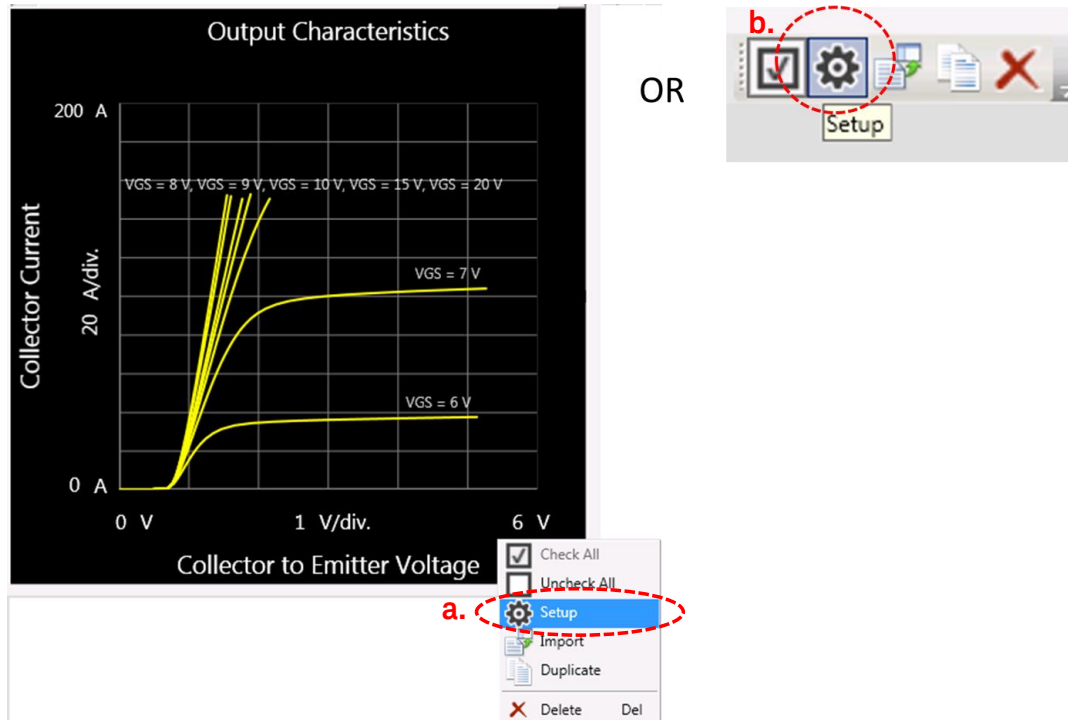 Output Characteristics
200 A
VGS = 8 V, VGS = 9 V, VGS = 10 V, VGS = 15 V, VGS = 20 V
VGS = 7 V
VGS = 6 V
Collector Current
20 A/div.
0 A
0 V 1 V/div. 6 V
Collector to Emitter Voltage
a.
Check All
Uncheck All
Setup
Import
Duplicate
Delete Del
OR
b.
Setup